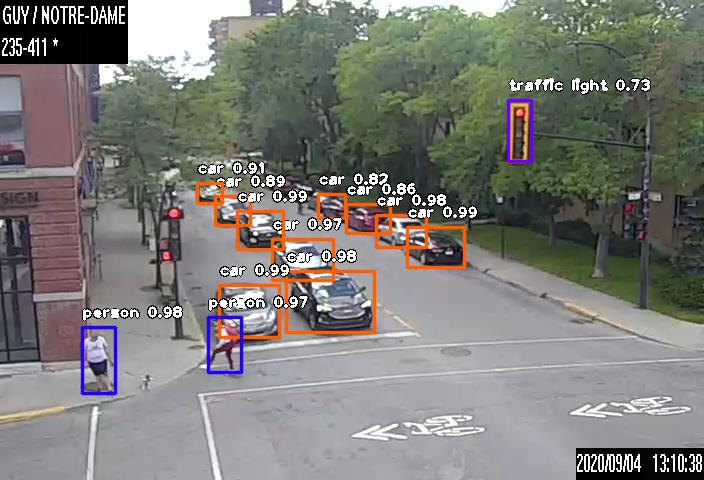 GUY / NOTRE-DAME
235-411 *
traffic light 0.73
car 0.91
car 0.89
car 0.82
car 0.86
car 0.99
car 0.98
car 0.99
SIGN
car 0.97
car 0.98
car 0.99
person 0.97
person 0.98
2020/09/04 13:10:38